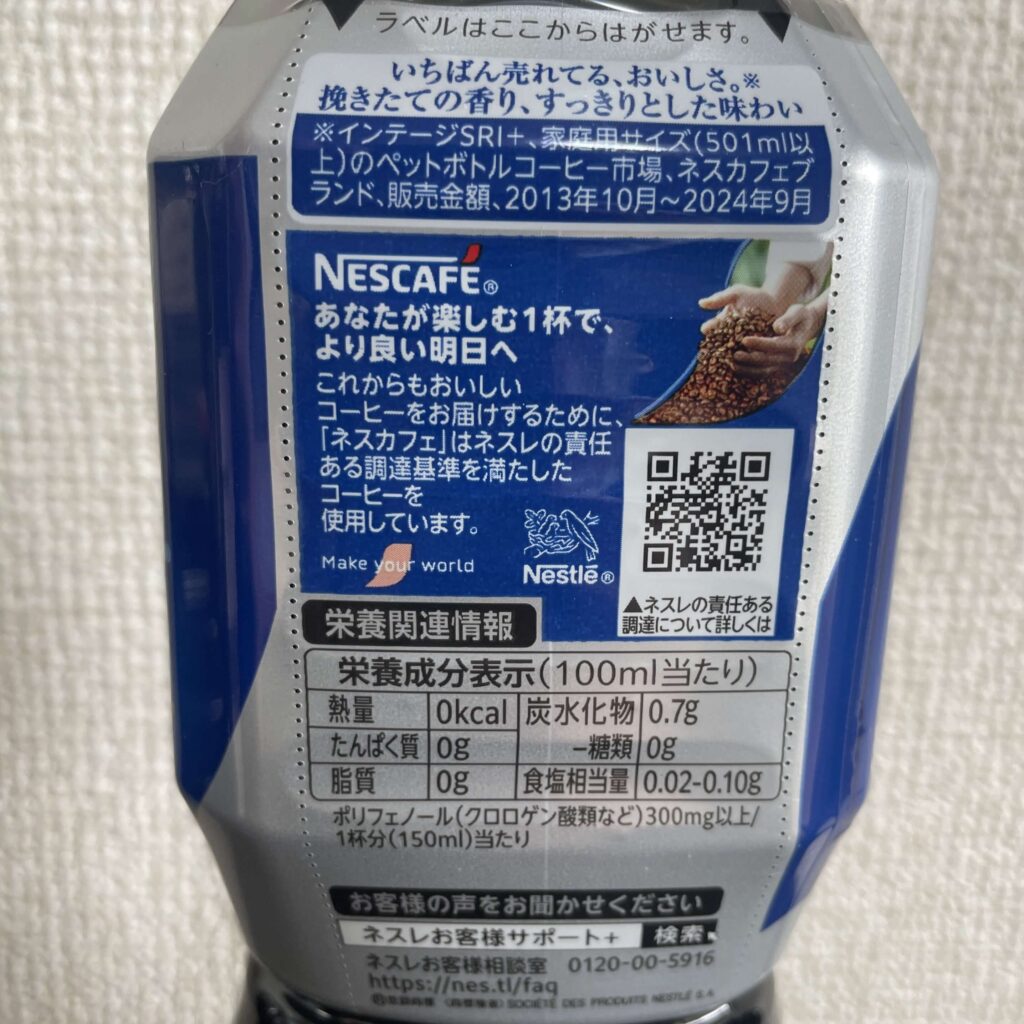 ラベルはここからはがせます。
いちばん売れてる、おいしさ。※
挽きたての香り、すっきりとした味わい
※インテージSRI+、家庭用サイズ(501ml以
上)のペットボトルコーヒー市場、ネスカフェブ
ランド、販売金額、2013年10月~2024年9月
NESCAFÉ®
あなたが楽しむ1杯で、
より良い明日へ
これからもおいしい
コーヒーをお届けするために、
「ネスカフェ」はネスレの責任
ある調達基準を満たした
コーヒーを
使用しています。
Make your world
Nestlé®
▲ネスレの責任ある
調達について詳しくは
栄養関連情報
栄養成分表示(100ml当たり)
熱量 0kcal 炭水化物 0.7g
たんぱく質 0g −糖類 0g
脂質 0g 食塩相当量 0.02-0.10g
ポリフェノール(クロロゲン酸類など)300mg以上/
1杯分(150ml)当たり
お客様の声をお聞かせください
ネスレお客様サポート+ 検索
ネスレお客様相談室 0120-00-5916
https://nes.tl/faq
®登録商標 (商標権者) SOCIÉTÉ DES PRODUITS NESTLÉ S.A.